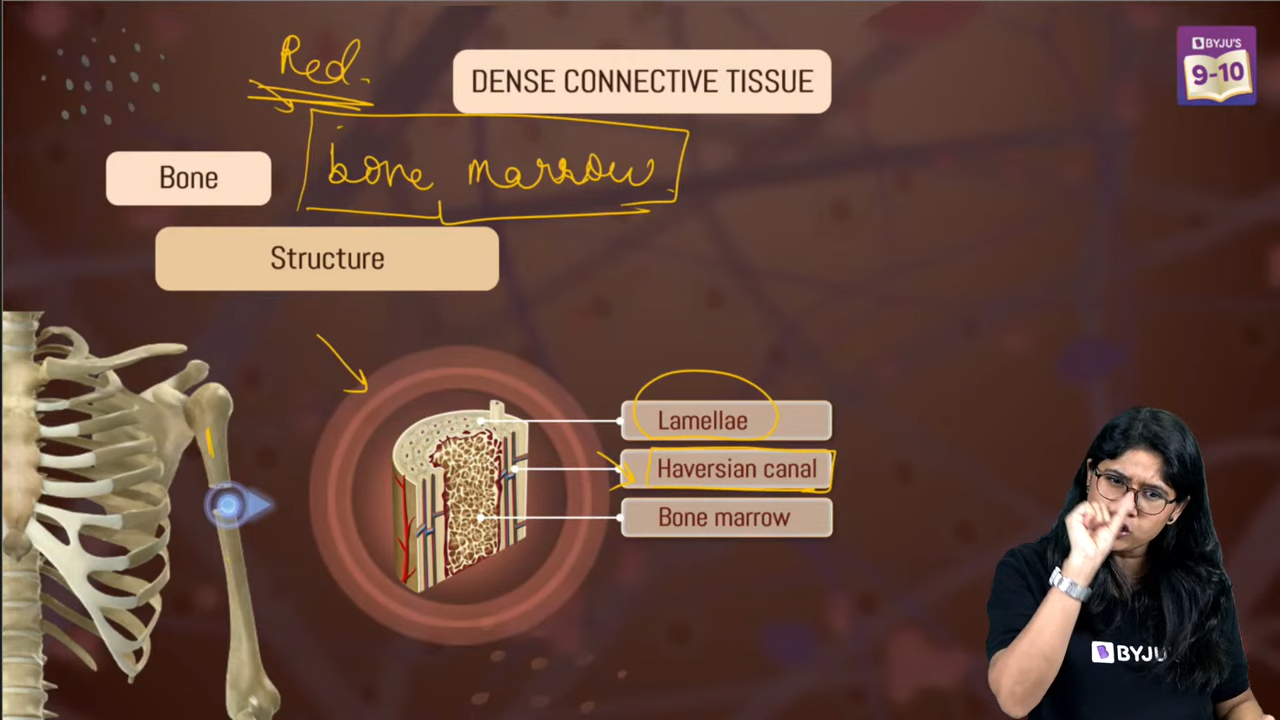 Red.
DENSE CONNECTIVE TISSUE
BYJU'S
9-10
Bone
bone marrow
Structure
Lamellae
Haversian canal
Bone marrow
BYJU